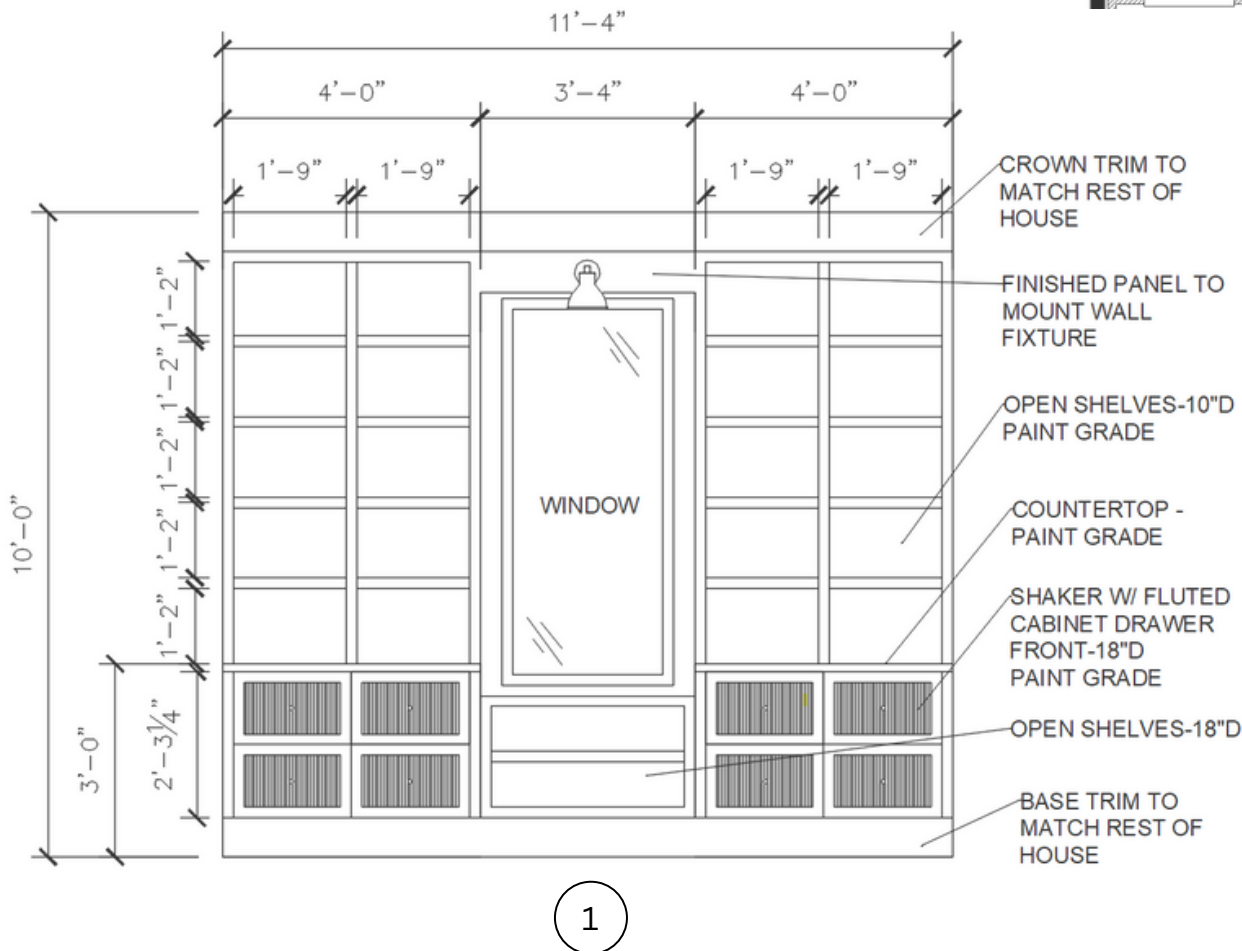 11'-4"
4'-0"
3'-4"
4'-0"
1'-9"
1'-9"
1'-9"
1'-9"
CROWN TRIM TO
MATCH REST OF
HOUSE
FINISHED PANEL TO
MOUNT WALL
FIXTURE
OPEN SHELVES-10"D
PAINT GRADE
COUNTERTOP -
PAINT GRADE
SHAKER W/ FLUTED
CABINET DRAWER
FRONT-18"D
PAINT GRADE
OPEN SHELVES-18"D
BASE TRIM TO
MATCH REST OF
HOUSE
1'-2"
1'-2"
1'-2"
1'-2"
1'-2"
10'-0"
3'-0"
2'-3¼"
WINDOW
1